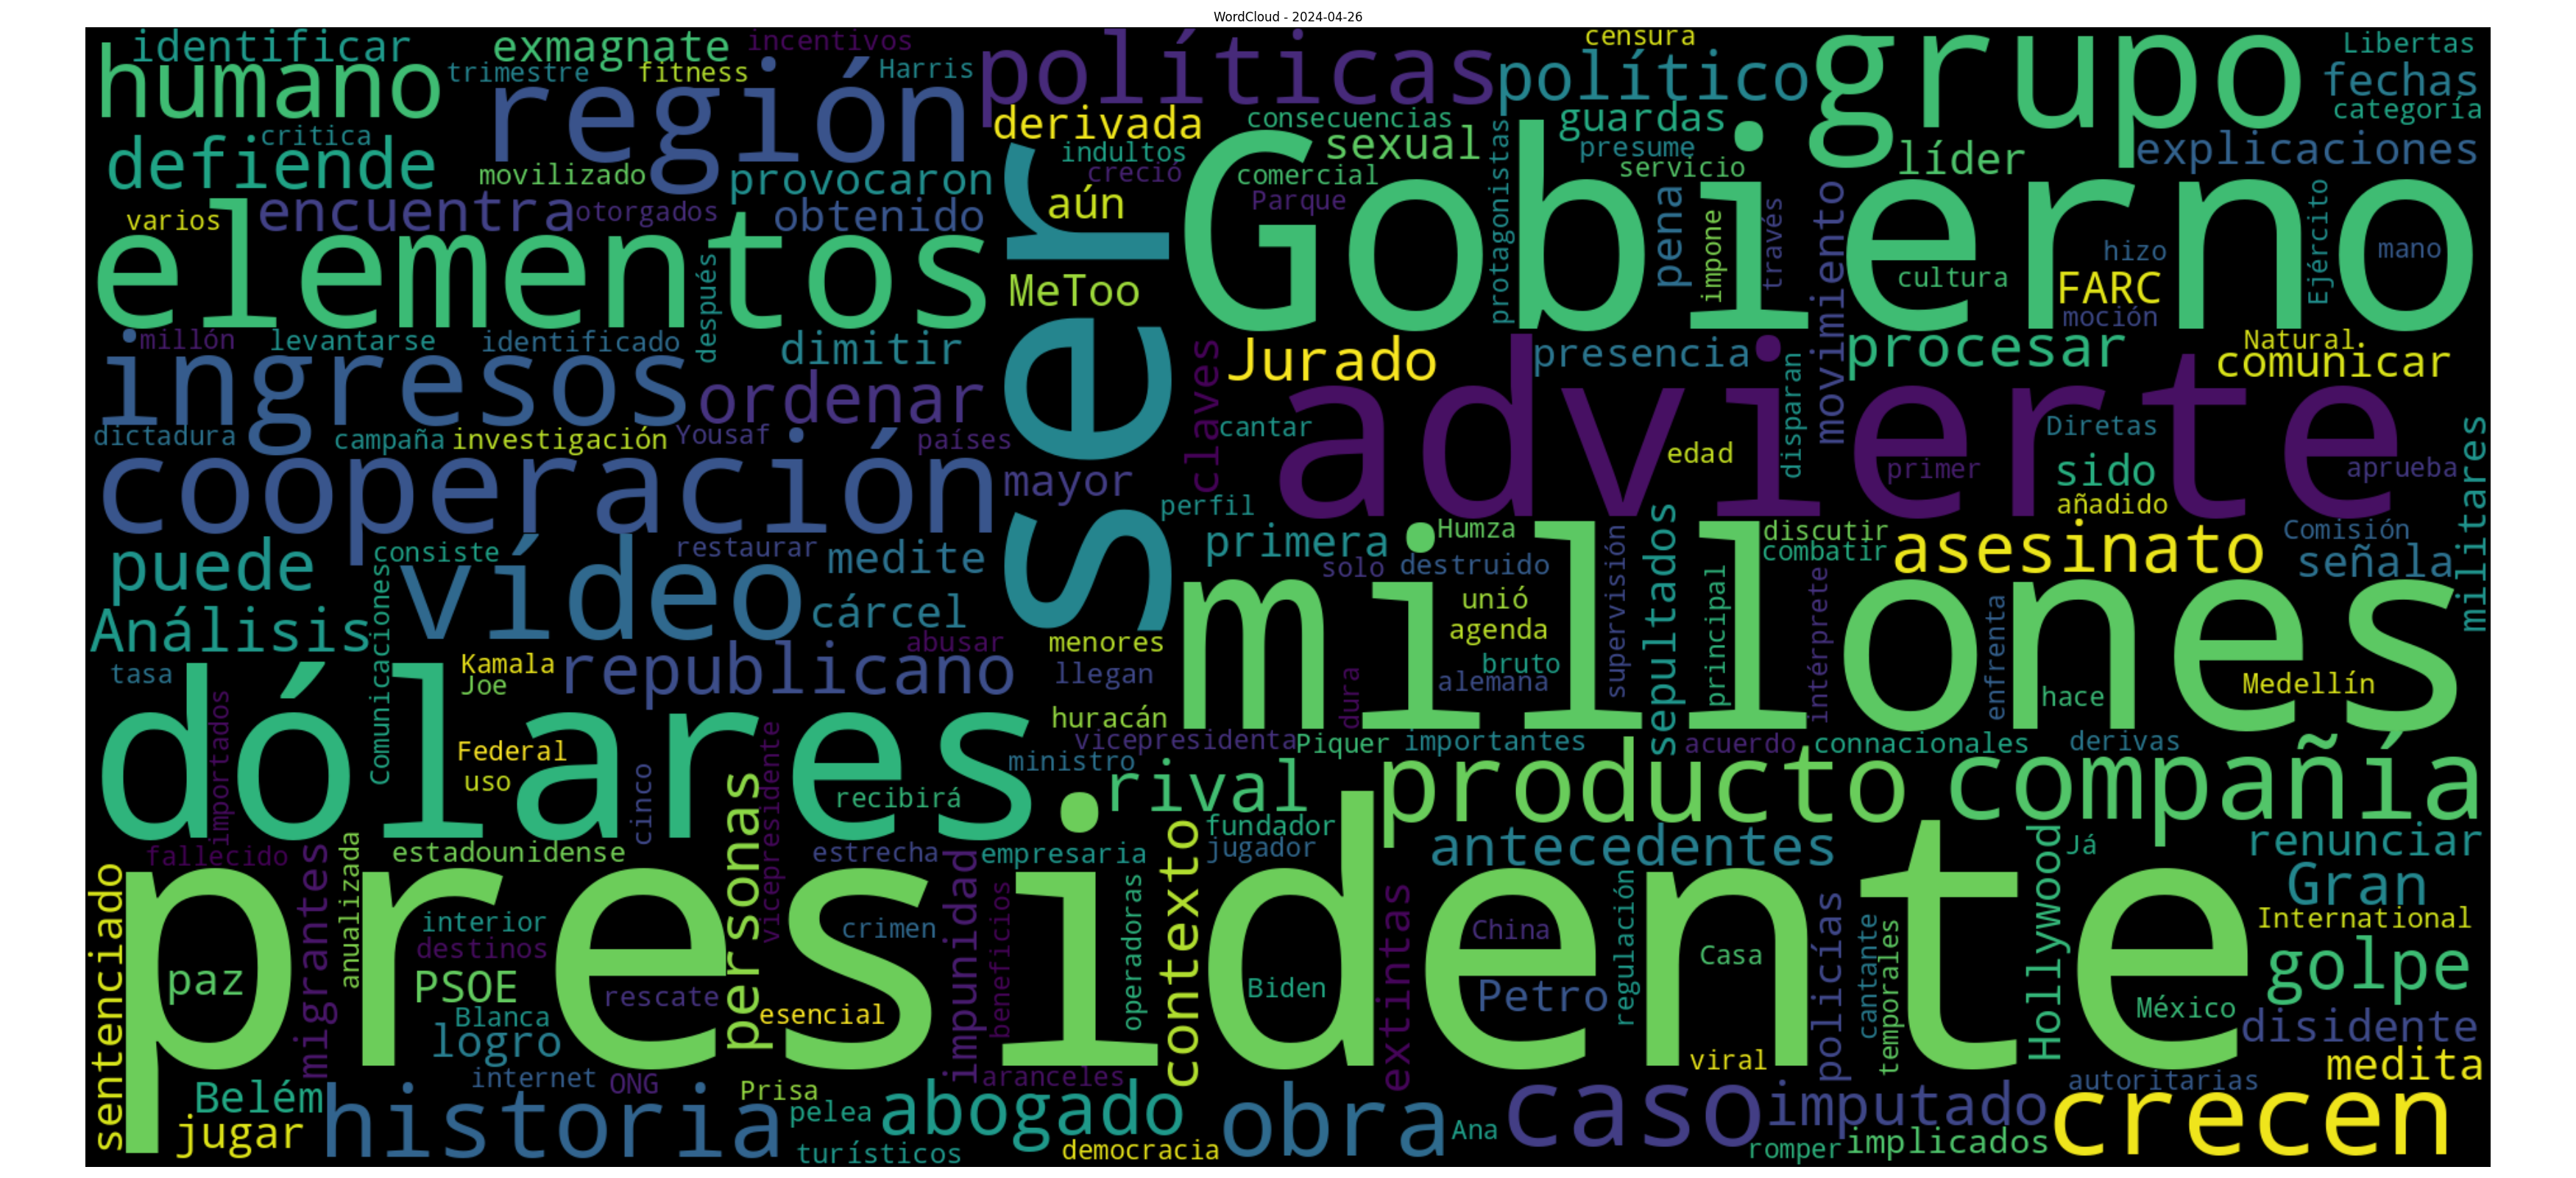 WordCloud - 2024-04-26
identificar
exmagnate
incentivos
políticas
censura
político
grupo
Libertas
humano
trimestre
fitness
Harris
región
fechas
categoría
derivada
consecuencias
guardas
critica
defiende
indultos
sexual
presume
líder
explicaciones
movilizado
provocaron
creció
comercial
servicio
protagonistas
varios
encuentra
otorgados
obtenido
aún
Parque
pena
impone
través
movimiento
Ejército
Gobierno
hizo
mano
elementos
después
ser
MeToo
cultura
FARC
moción
millón
levantarse
identificado
dimitir
claves
Jurado
presencia
procesar
Natural
comunicar
ingresos
ordenar
disparan
advierte
dictadura
campaña
investigación
Yousaf
países
cantar
edad
Diretas
primer
sido
aprueba
militares
cooperación
mayor
perfil
añadido
puede
consiste
restaurar
medite
primera
Humza
discutir
combatir
asesinato
Comisión
señala
vídeo
solo
destruido
supervisión
sepultados
principal
intérprete
enfrenta
Análisis
Comunicaciones
cárcel
unió
agenda
millones
abusar
menores
tasa
Kamala
Joe
republicano
llegan
bruto
alemana
dura
hace
Medellín
dólares
importados
Federal
uso
huracán
vicepresidenta
Piquer
importantes
acuerdo
connacionales
derivas
cinco
vicepresidente
ministro
recibirá
rival
producto
compañía
personas
fundador
fallecido
migrantes
anualizada
estadounidense
estrecha
empresaria
jugador
antecedentes
Já
renunciar
Gran
sentenciado
impunidad
beneficios
operadoras
contexto
extintas
regulación
policías
cantante
temporales
Hollywood
International
interior
destinos
crimen
China
Casa
presidente
paz
PSOE
rescate
esencial
Biden
Petro
México
golpe
Blanca
logro
viral
disidente
medita
internet
ONG
Prisa
aranceles
autoritarias
Belém
jugar
historia
pelea
abogado
obra
Ana
caso
imputado
crecen
turísticos
democracia
romper
implicados